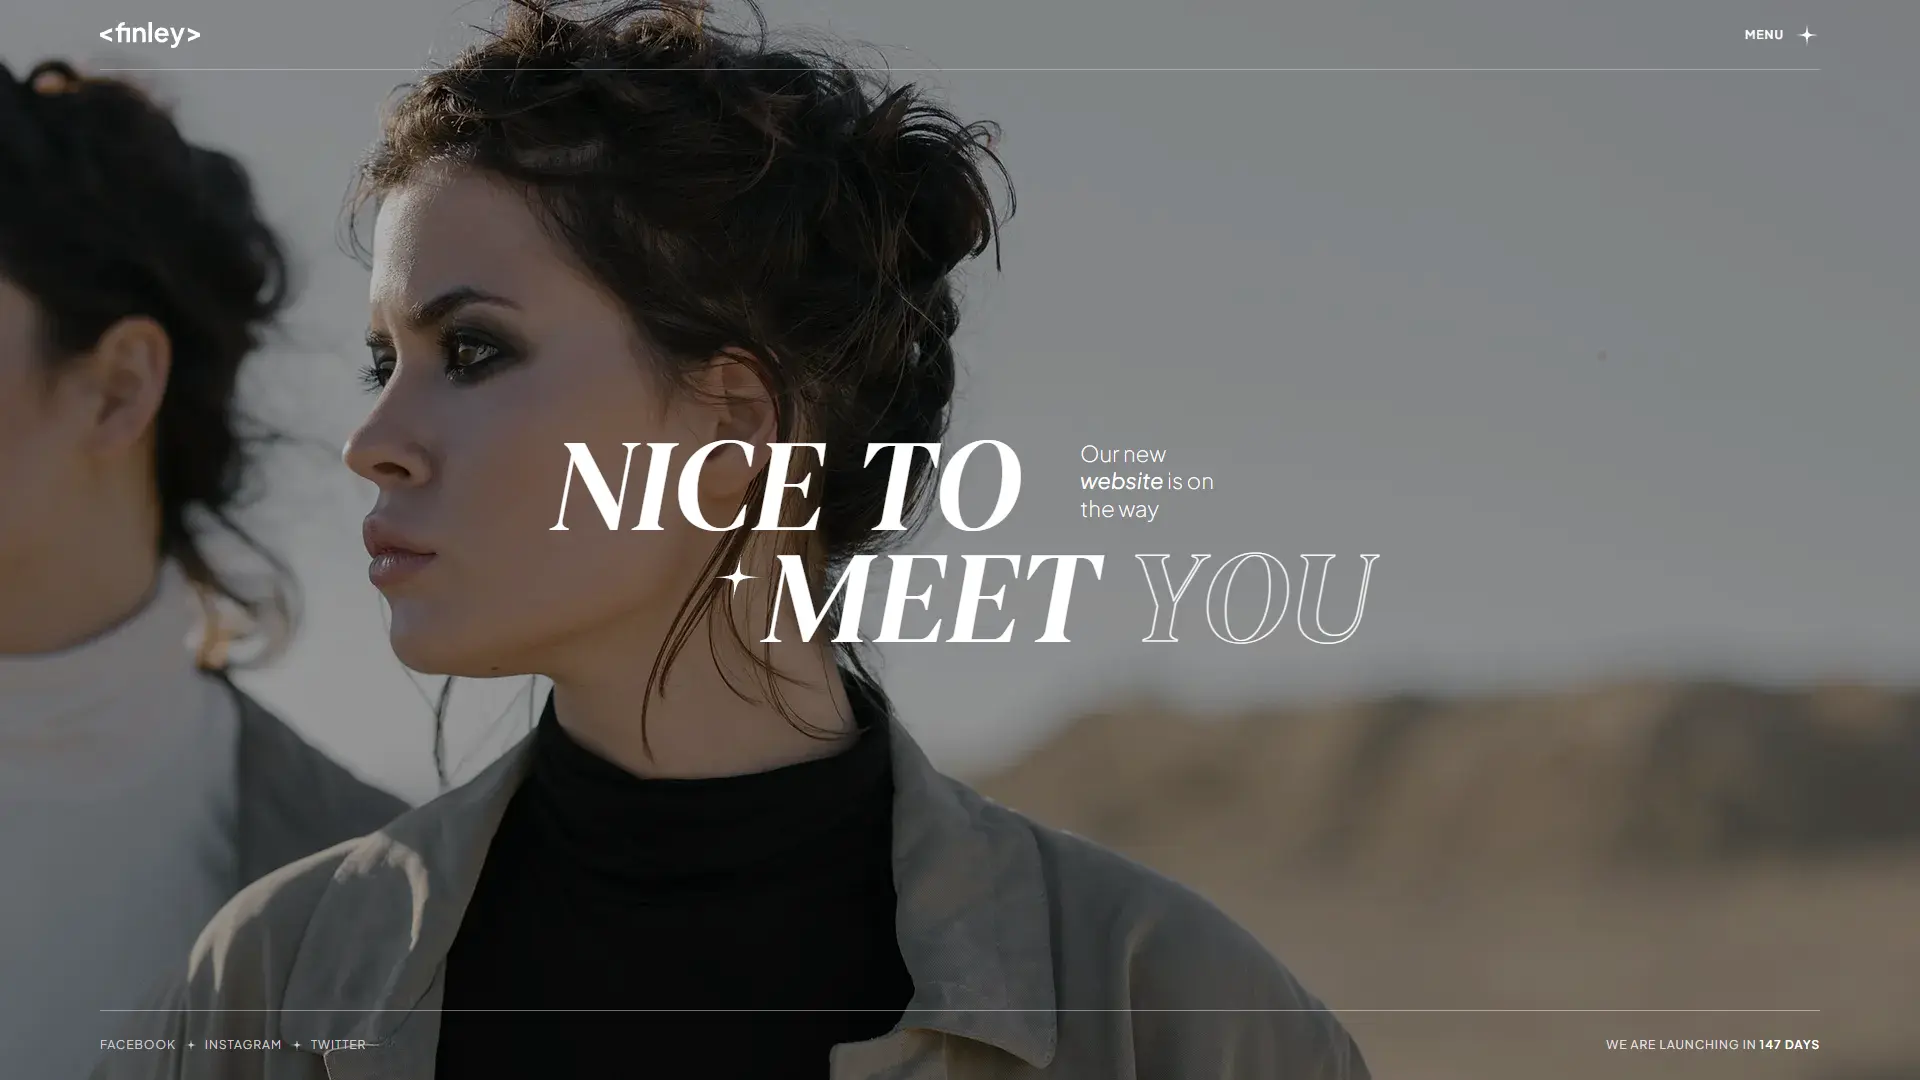 <finley>
MENU
NICE TO
Our new
website is on
the way
MEET YOU
FACEBOOK INSTAGRAM TWITTER
WE ARE LAUNCHING IN 147 DAYS